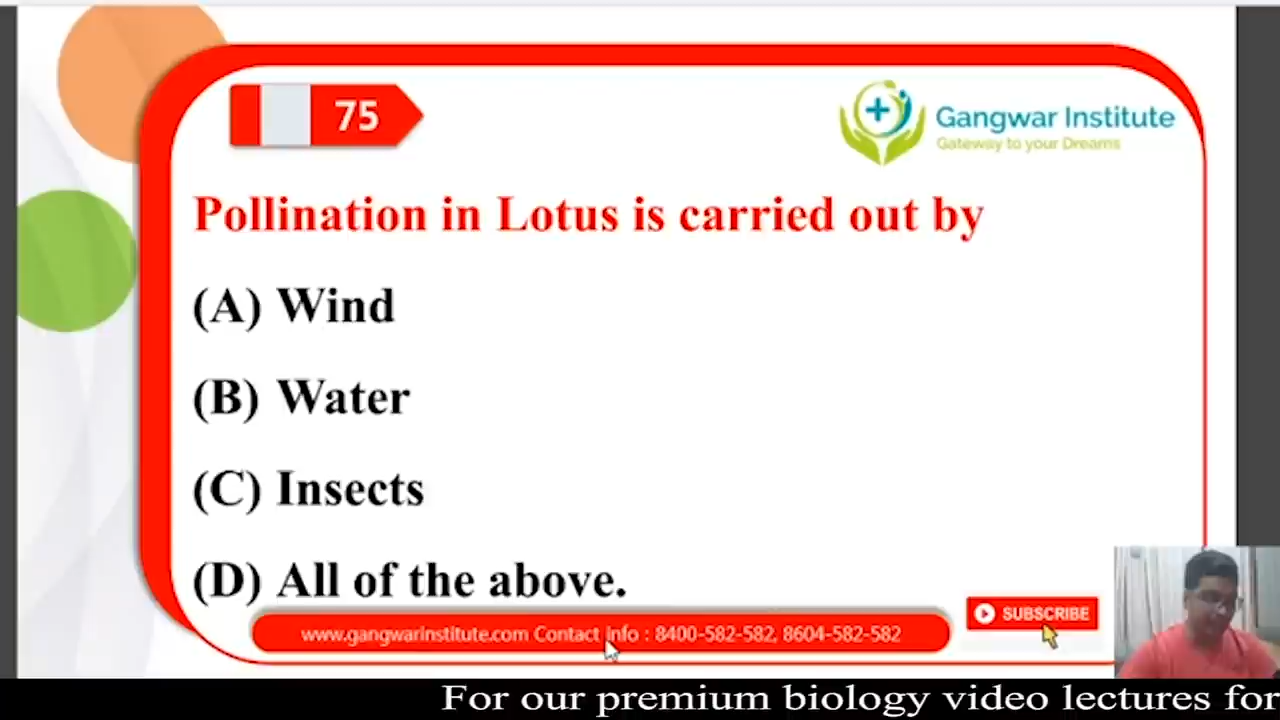 75
Gangwar Institute
Gateway to your Dreams
Pollination in Lotus is carried out by
(A) Wind
(B) Water
(C) Insects
(D) All of the above.
www.gangwarinstitute.com Contact info : 8400-582-582, 8604-582-582
SUBSCRIBE
For our premium biology video lectures for